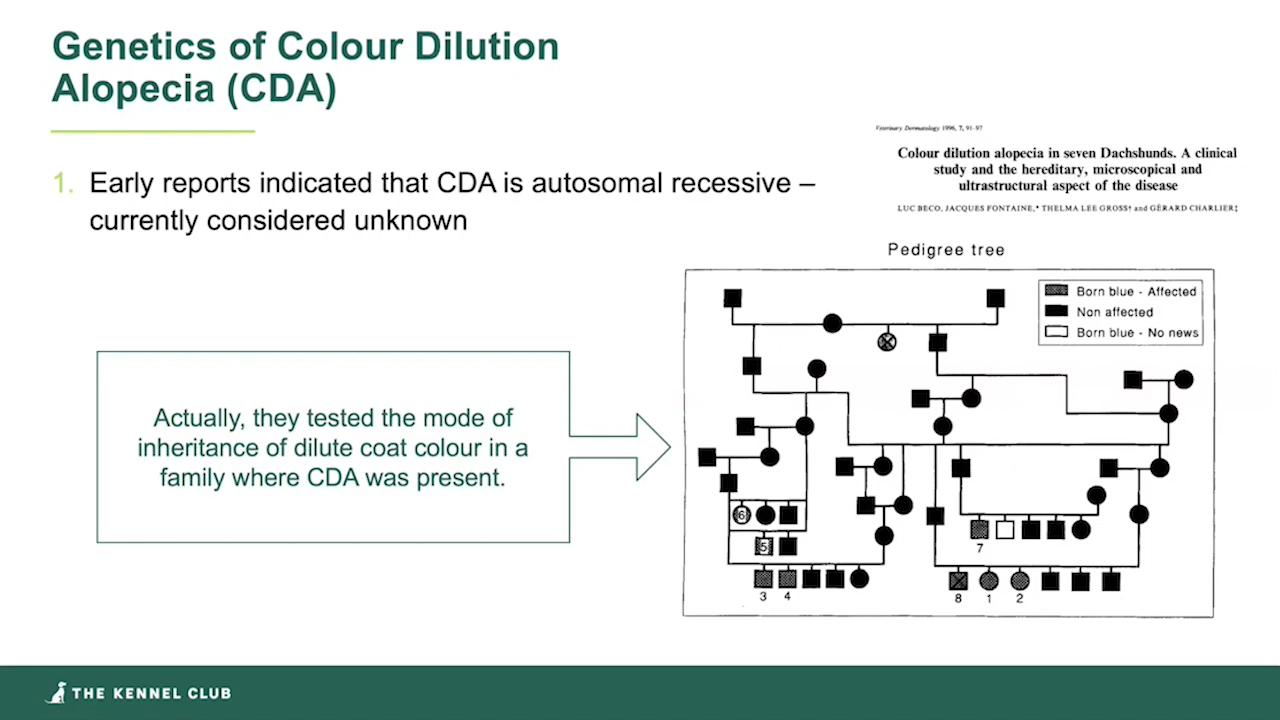 Genetics of Colour Dilution
Alopecia (CDA)
1. Early reports indicated that CDA is autosomal recessive –
currently considered unknown
Veterinary Dermatology 1996, 7, 91–97
Colour dilution alopecia in seven Dachshunds. A clinical
study and the hereditary, microscopical and
ultrastructural aspect of the disease
LUC BECO, JACQUES FONTAINE,* THELMA LEE GROSS† and GÉRARD CHARLIER‡
Pedigree tree
Born blue - Affected
Non affected
Born blue - No news
Actually, they tested the mode of
inheritance of dilute coat colour in a
family where CDA was present.
6
5
7
3 4
8 1 2
THE KENNEL CLUB